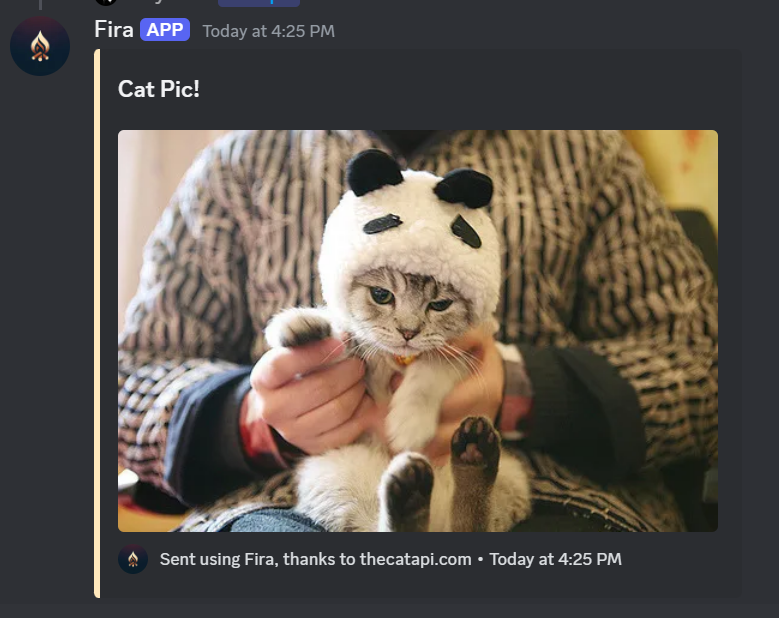 Fira APP Today at 4:25 PM
Cat Pic!
Sent using Fira, thanks to thecatapi.com • Today at 4:25 PM